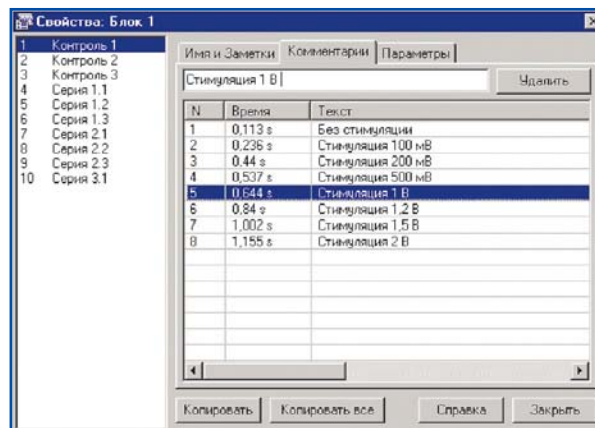 Свойства: Блок 1
1 Контроль 1
2 Контроль 2
3 Контроль 3
4 Серия 1.1
5 Серия 1.2
6 Серия 1.3
7 Серия 2.1
8 Серия 2.2
9 Серия 2.3
10 Серия 3.1
Имя и Заметки Комментарии Параметры
Стимуляция 1 В
Удалить
N Время Текст
1 0,113 s Без стимуляции
2 0,236 s Стимуляция 100 мВ
3 0,44 s Стимуляция 200 мВ
4 0,537 s Стимуляция 500 мВ
5 0,644 s Стимуляция 1 В
6 0,84 s Стимуляция 1,2 В
7 1,002 s Стимуляция 1,5 В
8 1,155 s Стимуляция 2 В
Копировать Копировать все Справка Закрыть